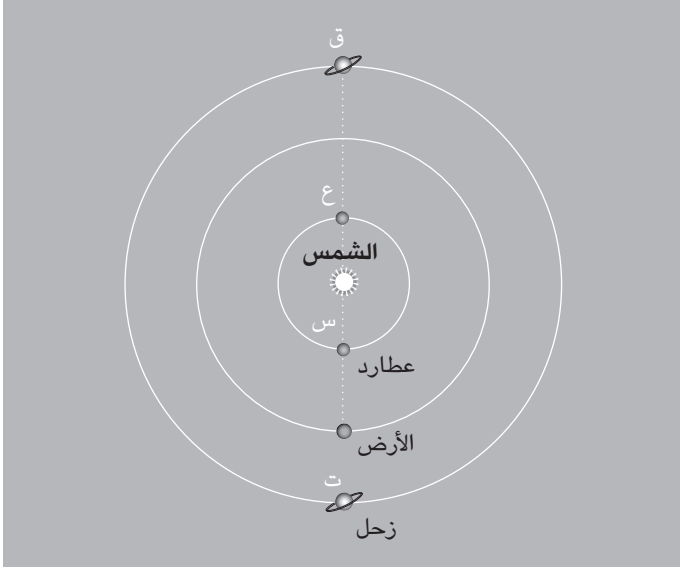 ق
ع
الشمس
س
عطارد
الأرض
ت
زحل